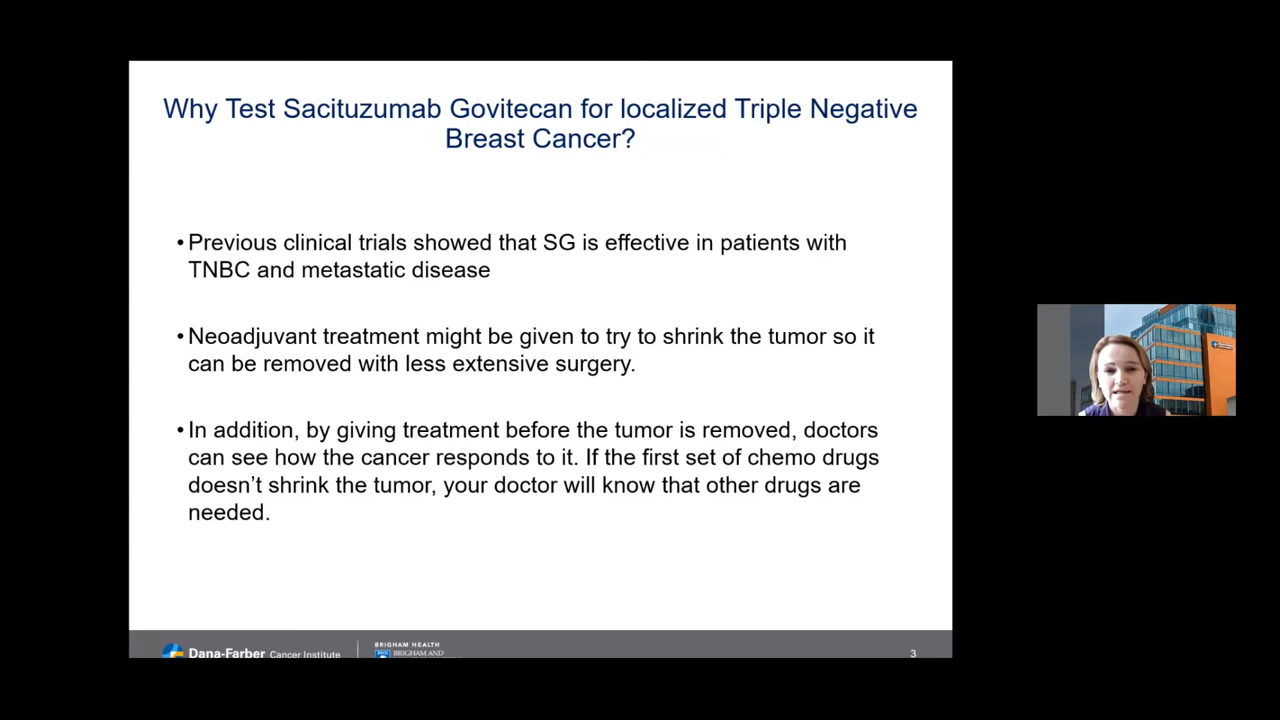 Why Test Sacituzumab Govitecan for localized Triple Negative
Breast Cancer?
•Previous clinical trials showed that SG is effective in patients with
TNBC and metastatic disease
•Neoadjuvant treatment might be given to try to shrink the tumor so it
can be removed with less extensive surgery.
•In addition, by giving treatment before the tumor is removed, doctors
can see how the cancer responds to it. If the first set of chemo drugs
doesn’t shrink the tumor, your doctor will know that other drugs are
needed.
Dana-Farber Cancer Institute
BRIGHAM HEALTH
BRIGHAM AND
3